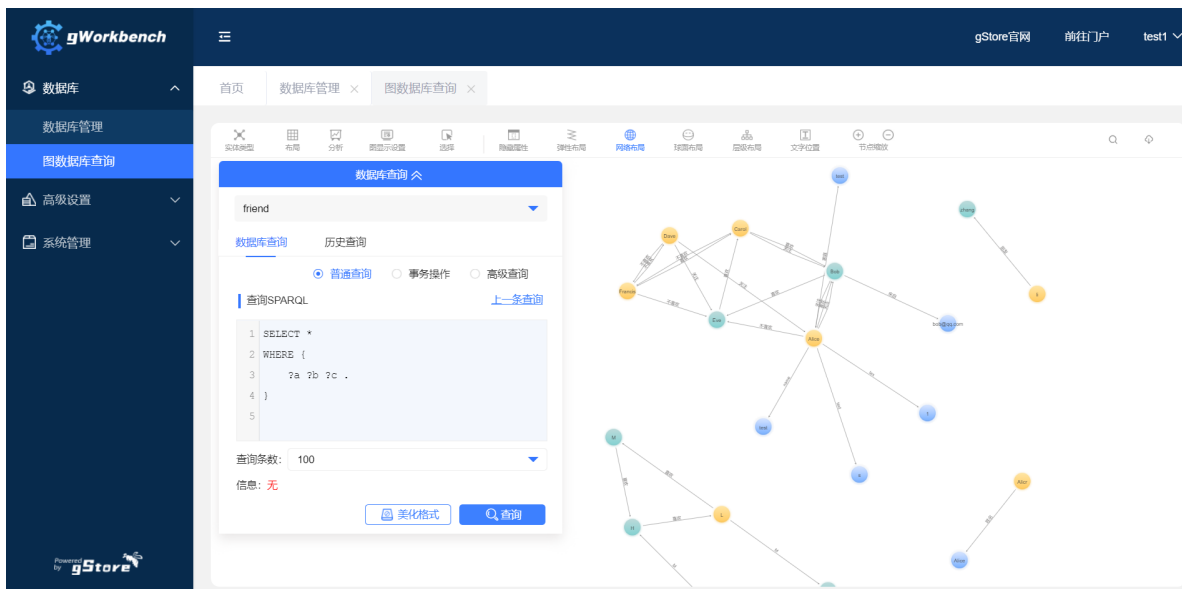 gWorkbench
gStore官网 前往门户 test1
数据库
数据库管理
图数据库查询
高级设置
系统管理
Powered by gStore
首页 数据库管理 图数据库查询
实体类型 布局 分析 图显示设置 选择 隐藏属性 弹性布局 网络布局 球面布局 层级布局 文字位置 节点缩放
数据库查询
friend
数据库查询 历史查询
普通查询 事务操作 高级查询
查询SPARQL 上一条查询
1 SELECT *
2 WHERE {
3 ?a ?b ?c .
4 }
5
查询条数: 100
信息: 无
美化格式 查询
test
zhang
David
Carol
Bob
Francis
Eve
bob@qq.com
Alice
test
M
H
L
Alice
Alice